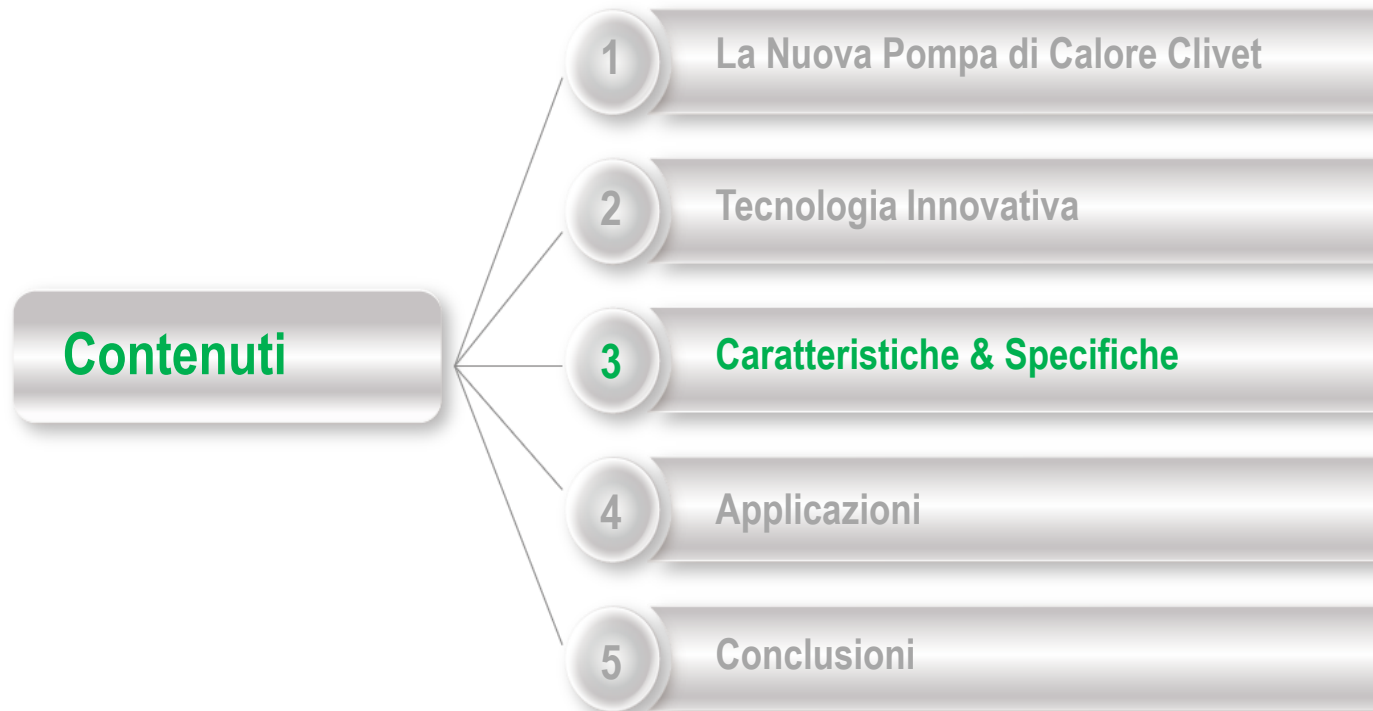 1 La Nuova Pompa di Calore Clivet
2 Tecnologia Innovativa
Contenuti
3 Caratteristiche & Specifiche
4 Applicazioni
5 Conclusioni